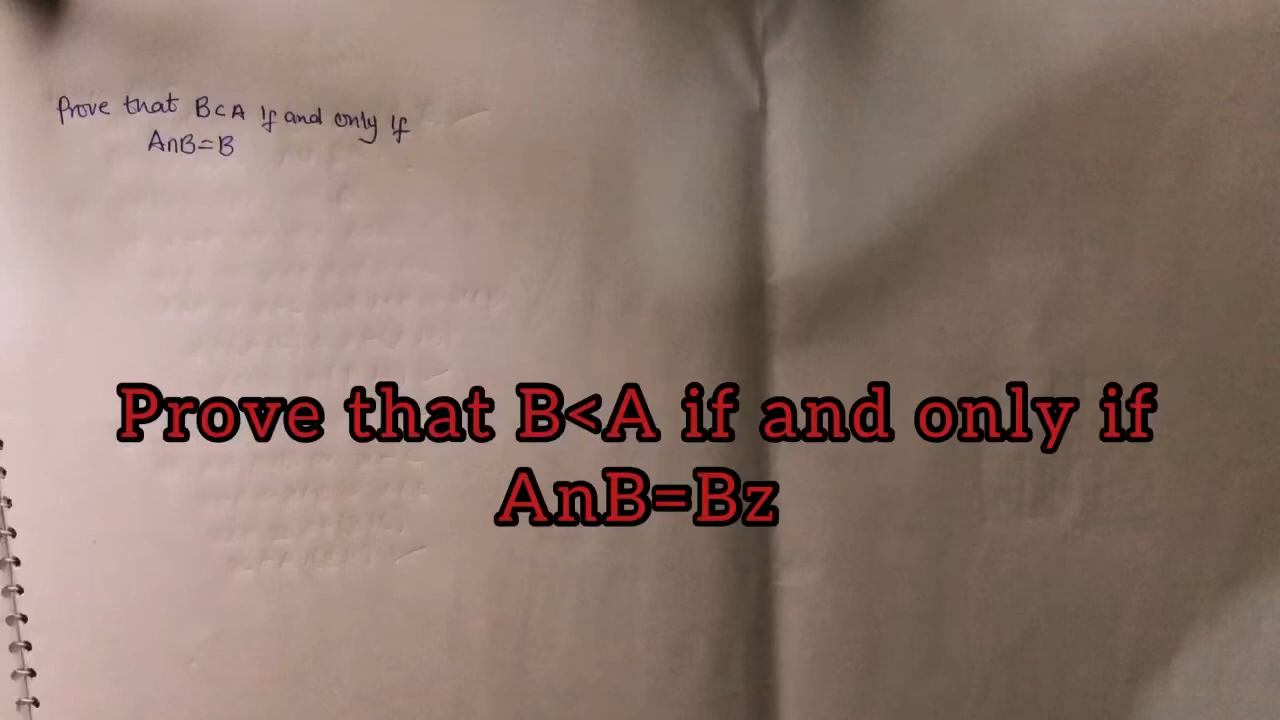 Prove that B⊂A If and only If
A∩B=B
Prove that B<A if and only if
AnB=Bz